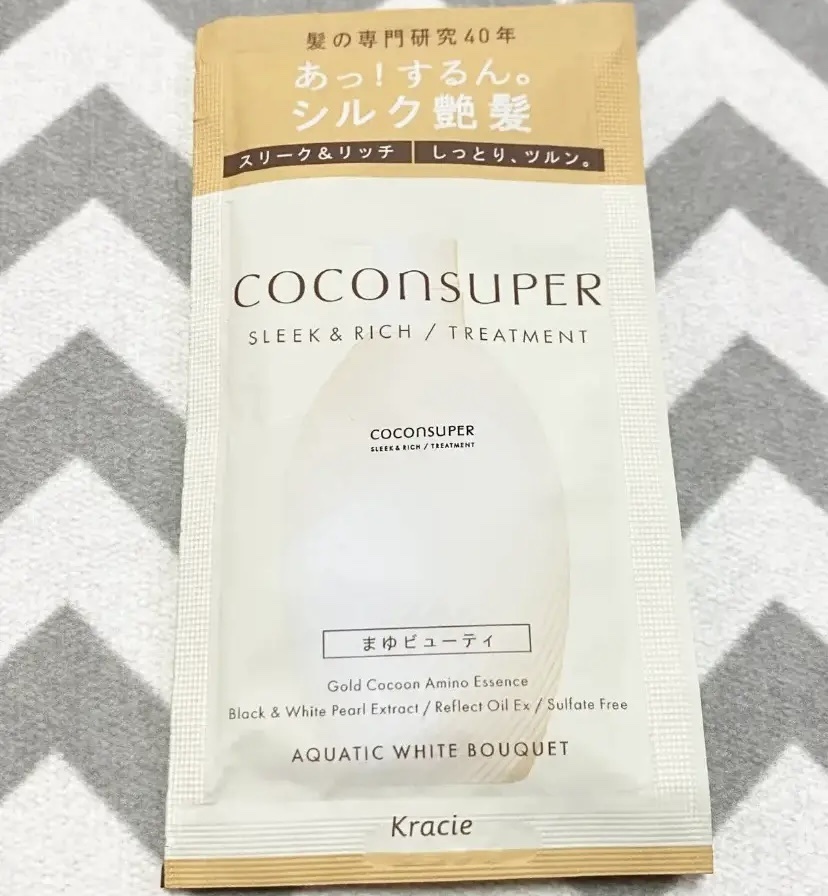 髪の専門研究40年
あっ！するん。
シルク艶髪
スリーク&リッチ しっとり、ツルン。
COCONSUPER
SLEEK & RICH / TREATMENT
COCONSUPER
SLEEK & RICH / TREATMENT
まゆビューティ
Gold Cocoon Amino Essence
Black & White Pearl Extract / Reflect Oil Ex / Sulfate Free
AQUATIC WHITE BOUQUET
Kracie